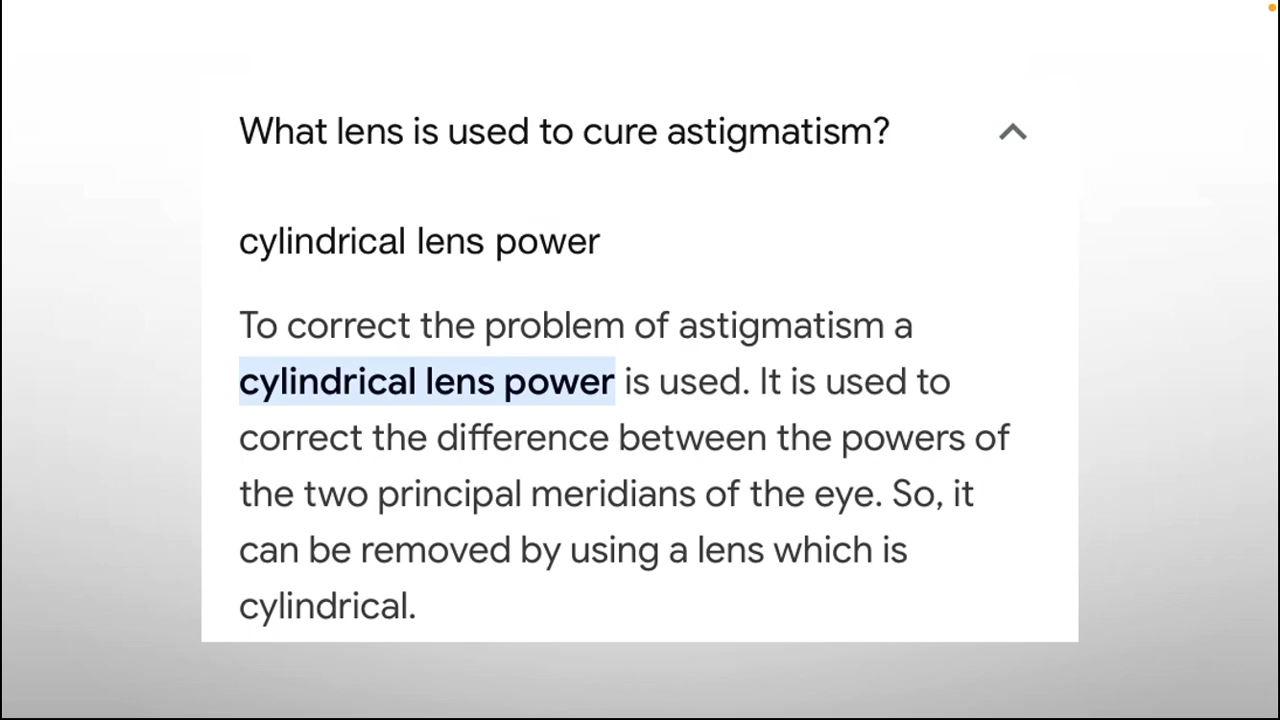 What lens is used to cure astigmatism?
cylindrical lens power
To correct the problem of astigmatism a
cylindrical lens power is used. It is used to
correct the difference between the powers of
the two principal meridians of the eye. So, it
can be removed by using a lens which is
cylindrical.